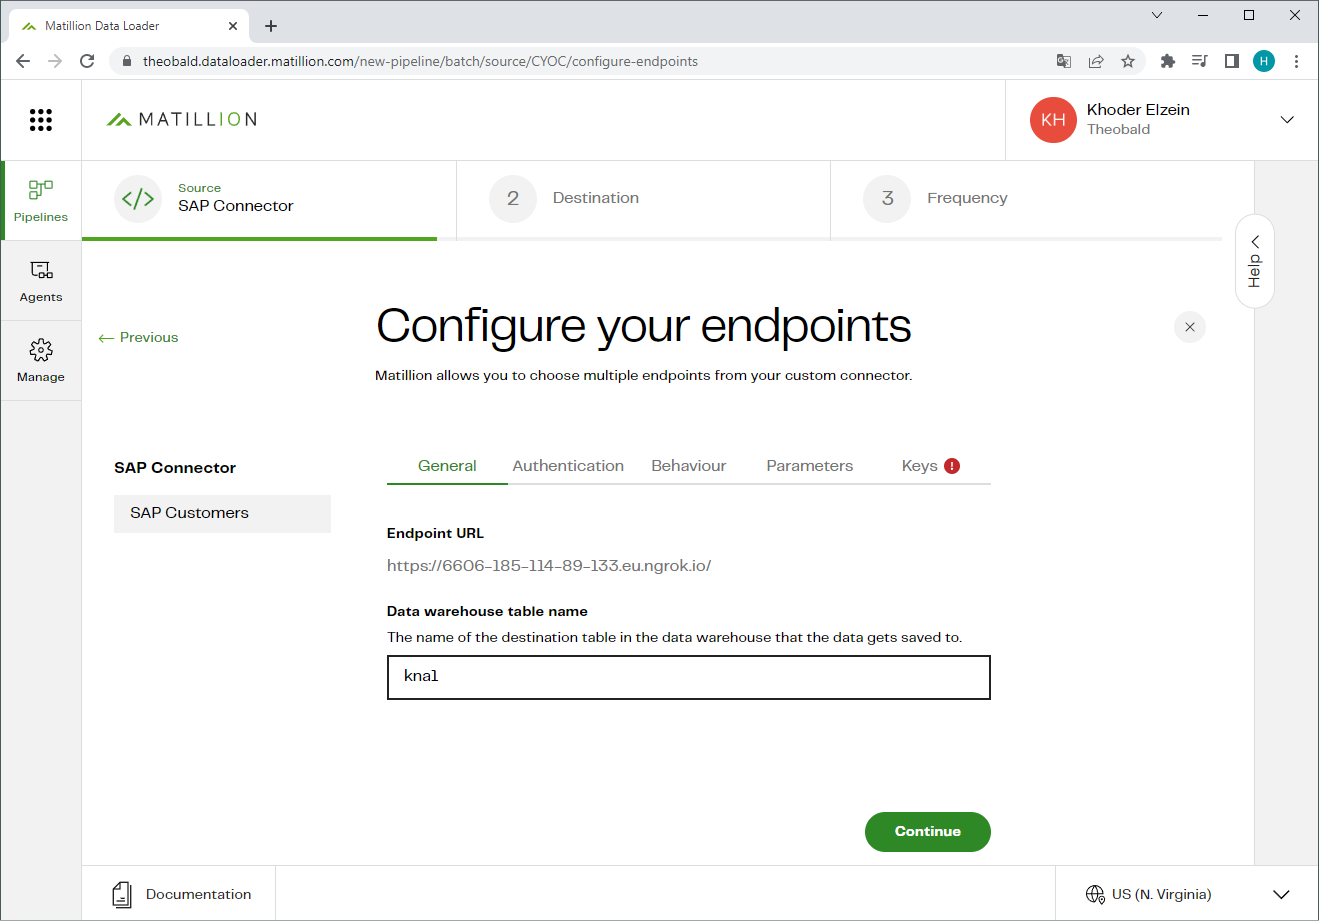 Matillion Data Loader
theobald.dataloader.matillion.com/new-pipeline/batch/source/CYOC/configure-endpoints
H
MATILLION
KH
Khoder Elzein
Theobald
Pipelines
Agents
Manage
</> Source
SAP Connector
2 Destination
3 Frequency
Help
← Previous
Configure your endpoints
Matillion allows you to choose multiple endpoints from your custom connector.
SAP Connector
SAP Customers
General Authentication Behaviour Parameters Keys !
Endpoint URL
https://6606-185-114-89-133.eu.ngrok.io/
Data warehouse table name
The name of the destination table in the data warehouse that the data gets saved to.
kna1
Continue
Documentation
US (N. Virginia)